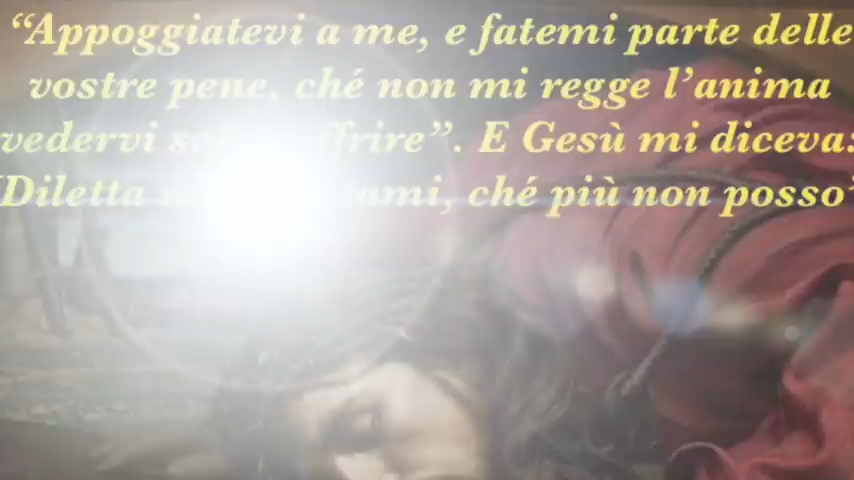 “Appoggiatevi a me, e fatemi parte delle
vostre pene, ché non mi regge l’anima
vedervi ”. E Gesù mi diceva:
“Diletta ché più non posso”